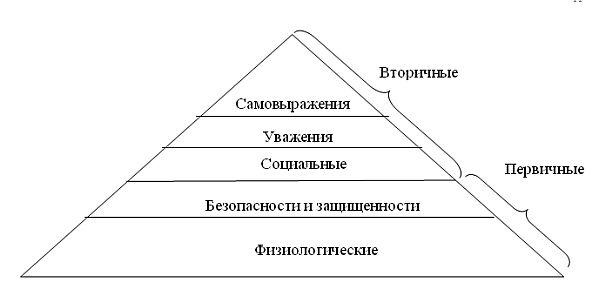 Вторичные
Самовыражения
Уважения
Социальные
Первичные
Безопасности и защищенности
Физиологические